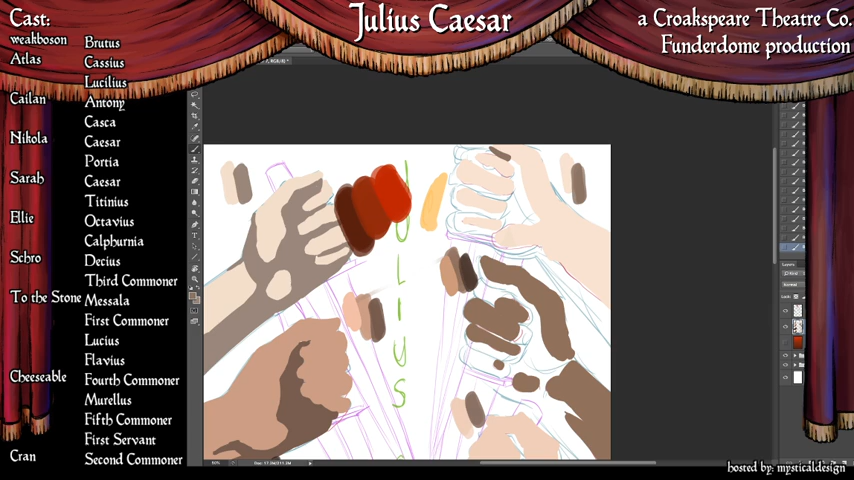 Julius Caesar
a Croakspeare Theatre Co.
Funderdome production
Cast:
weakboson Brutus
Atlas Cassius
Lucilius
Cailan Antony
Casca
Nikola Caesar
Portia
Sarah Caesar
Titinius
Ellie Octavius
Calphurnia
Schro Decius
Third Commoner
To the Stone Messala
First Commoner
Lucius
Flavius
Cheeseable Fourth Commoner
Murellus
Fifth Commoner
First Servant
Cran Second Commoner
JULIUS
hosted by: mysticaldesign